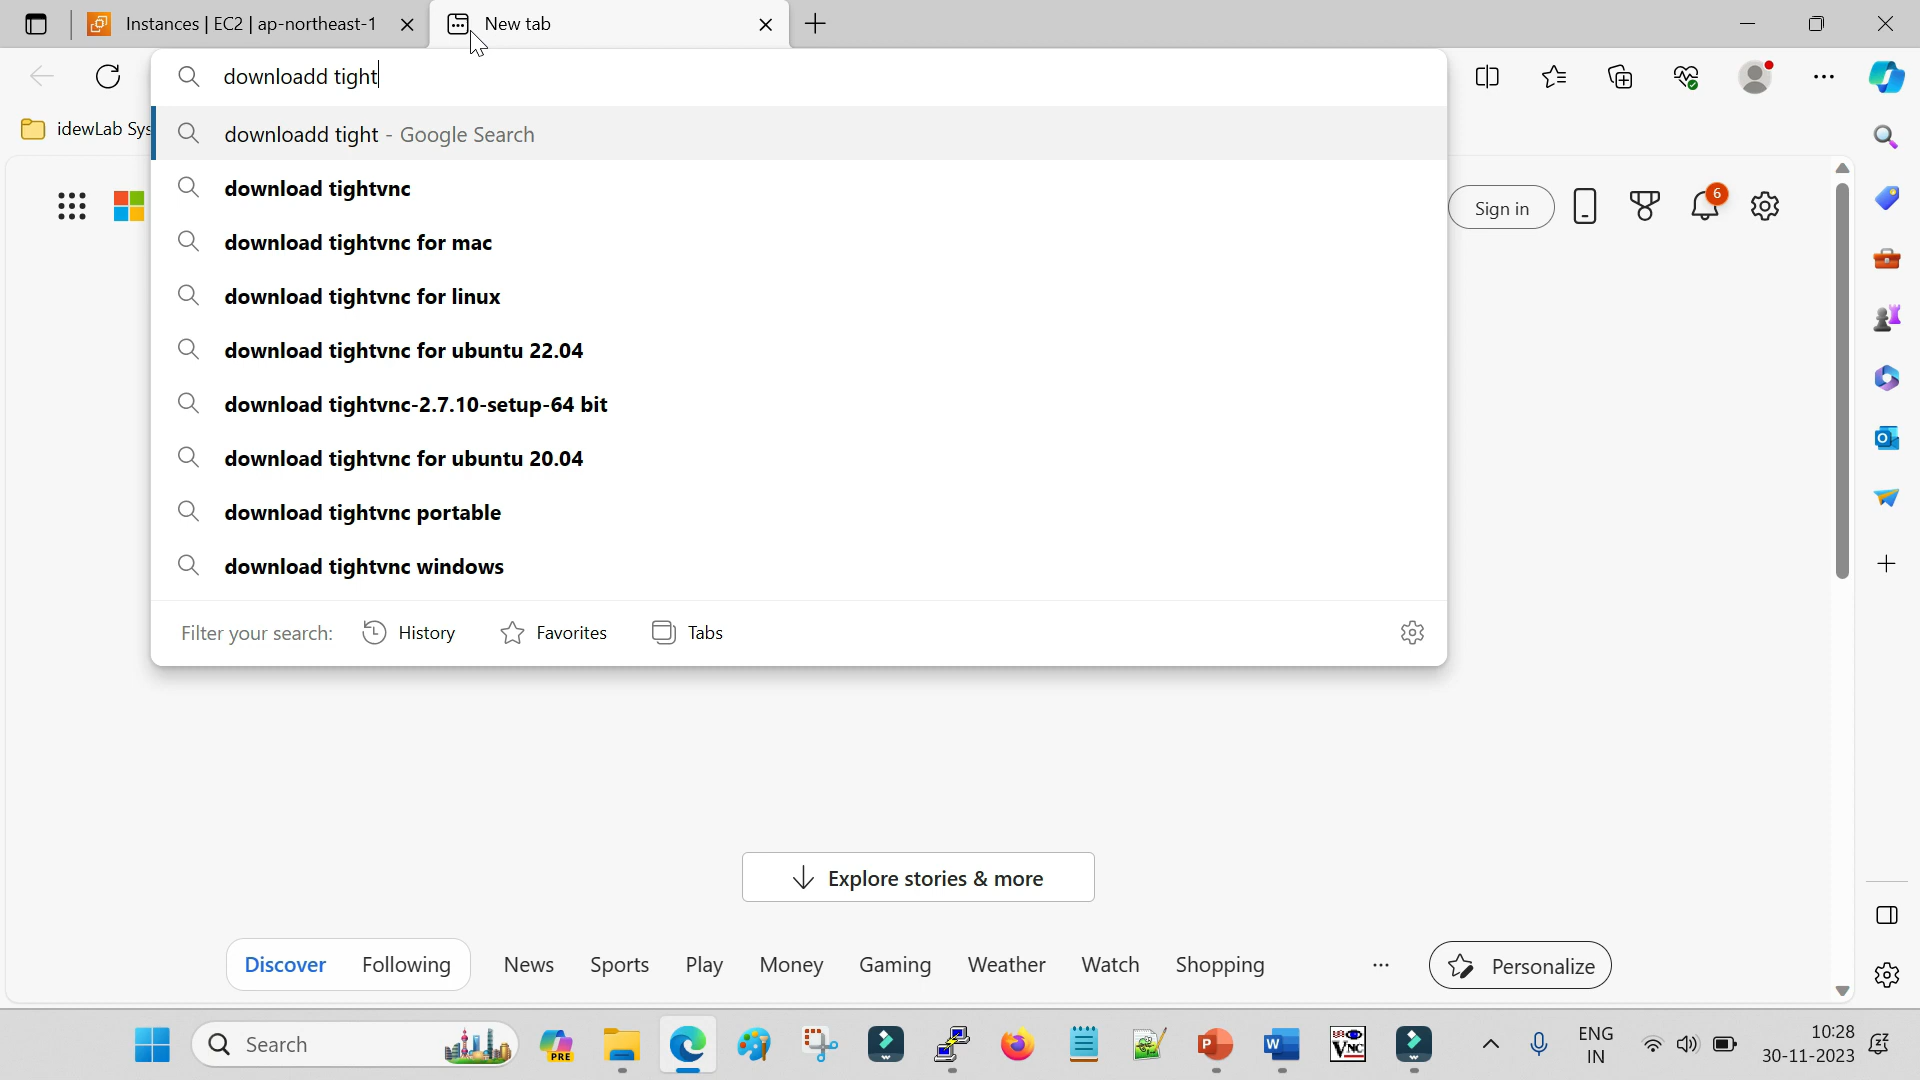 Instances | EC2 | ap-northeast-1
New tab
downloadd tight
idewLab Sys
downloadd tight - Google Search
download tightvnc
download tightvnc for mac
download tightvnc for linux
download tightvnc for ubuntu 22.04
download tightvnc-2.7.10-setup-64 bit
download tightvnc for ubuntu 20.04
download tightvnc portable
download tightvnc windows
Filter your search: History Favorites Tabs
Sign in
6
Explore stories & more
Discover Following News Sports Play Money Gaming Weather Watch Shopping ... Personalize
Search
PRE
VNC
ENG
IN
10:28
30-11-2023